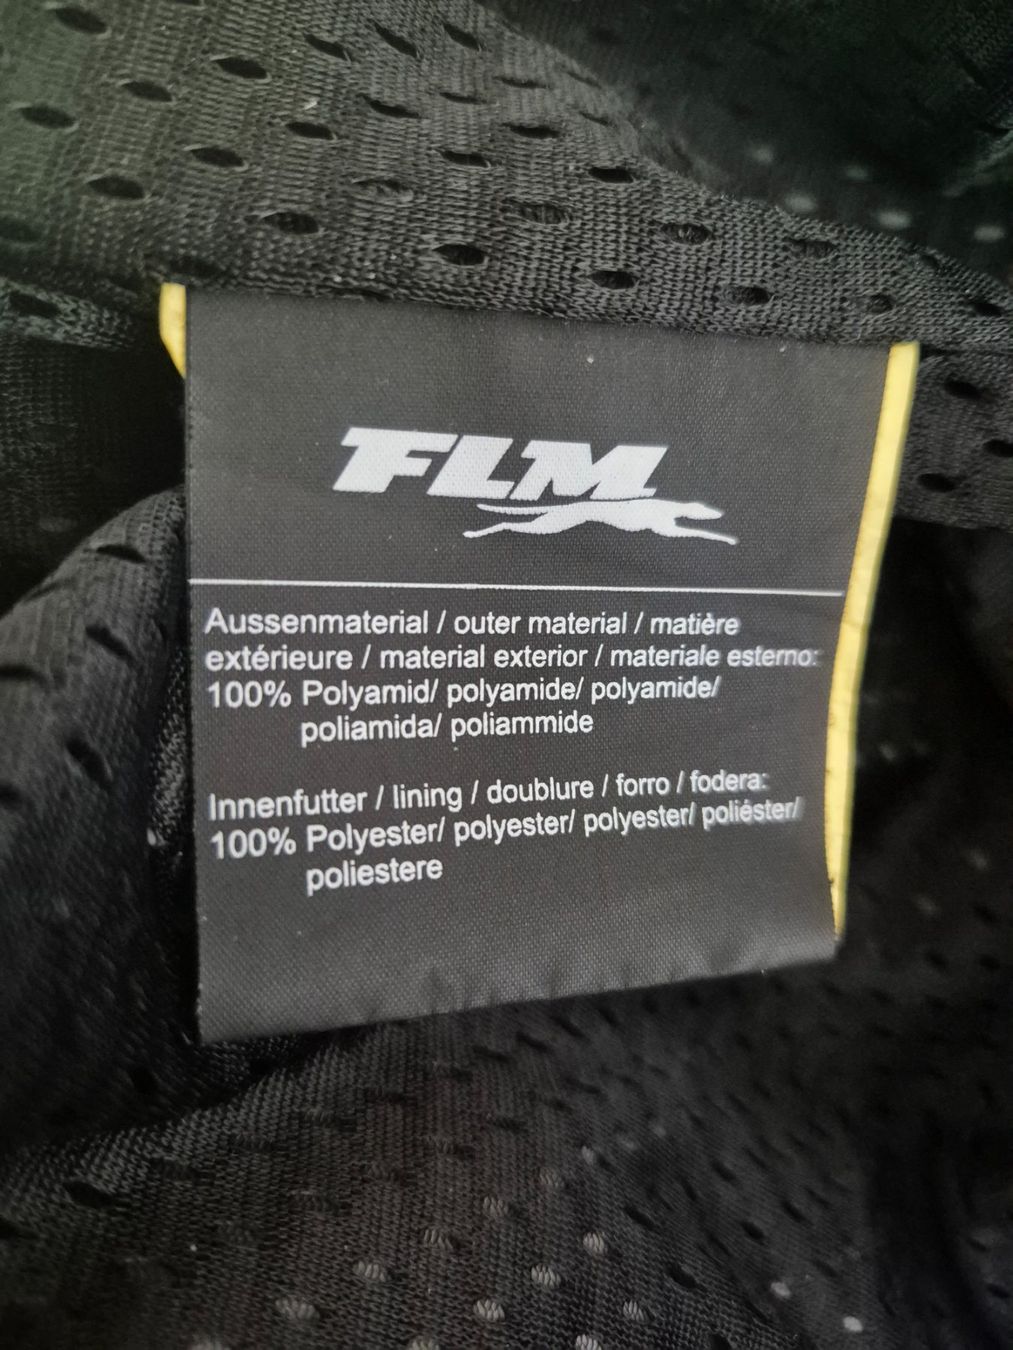 FLM
Aussenmaterial / outer material / matière
extérieure / material exterior / materiale esterno:
100% Polyamid/ polyamide/ polyamide/
poliamida/ poliammide
Innenfutter / lining / doublure / forro / fodera:
100% Polyester/ polyester/ polyester/ poliéster/
poliestere